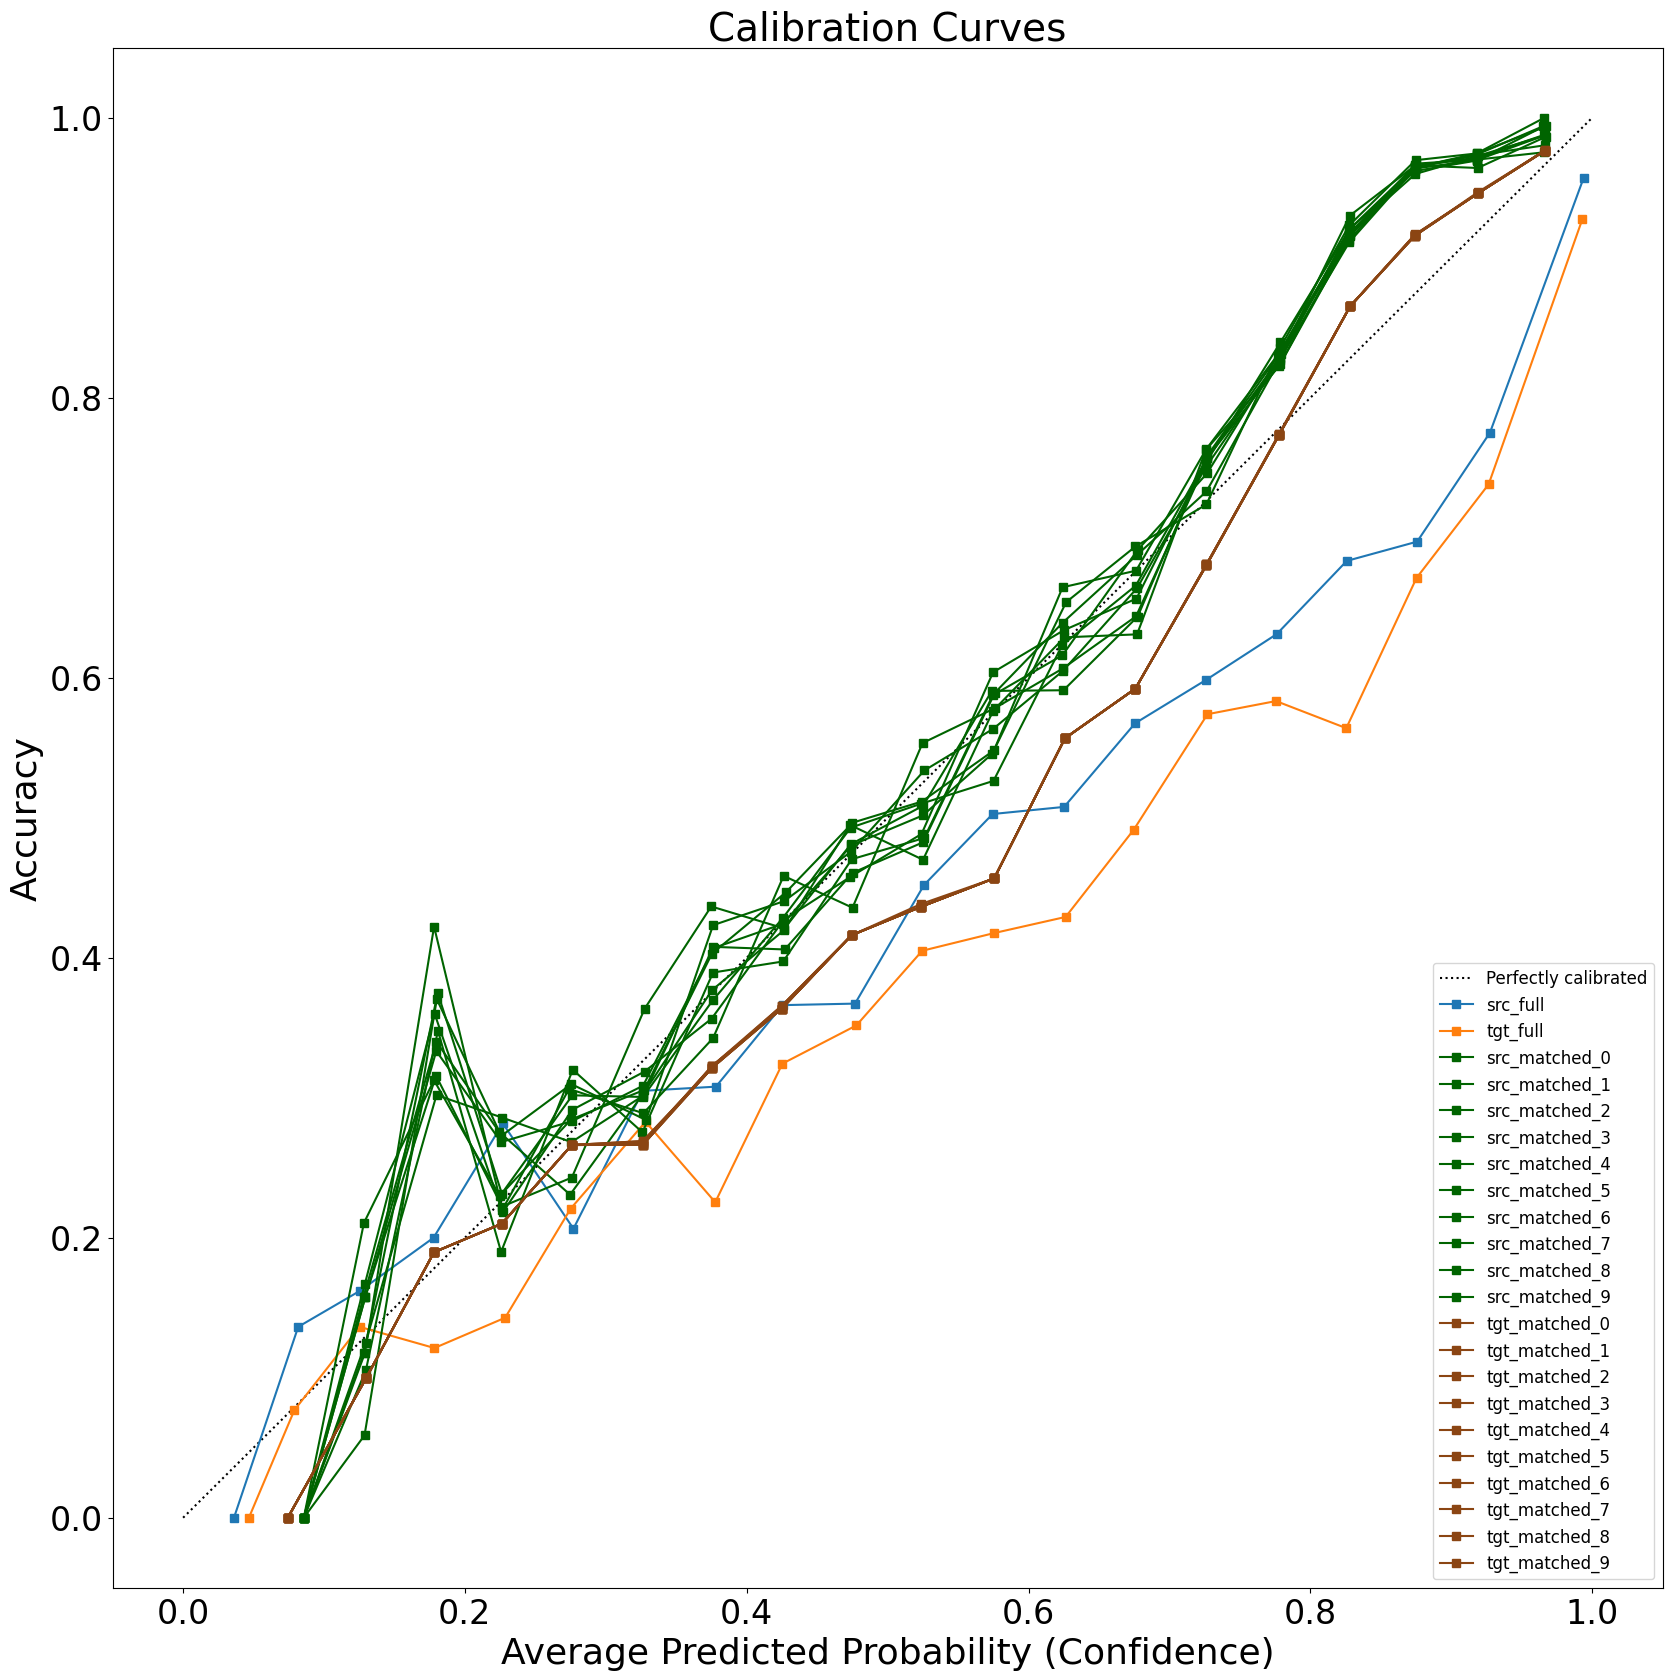 Calibration Curves
1.0
0.8
0.6
0.4
0.2
0.0
Accuracy
0.0 0.2 0.4 0.6 0.8 1.0
Average Predicted Probability (Confidence)
Perfectly calibrated
src_full
tgt_full
src_matched_0
src_matched_1
src_matched_2
src_matched_3
src_matched_4
src_matched_5
src_matched_6
src_matched_7
src_matched_8
src_matched_9
tgt_matched_0
tgt_matched_1
tgt_matched_2
tgt_matched_3
tgt_matched_4
tgt_matched_5
tgt_matched_6
tgt_matched_7
tgt_matched_8
tgt_matched_9